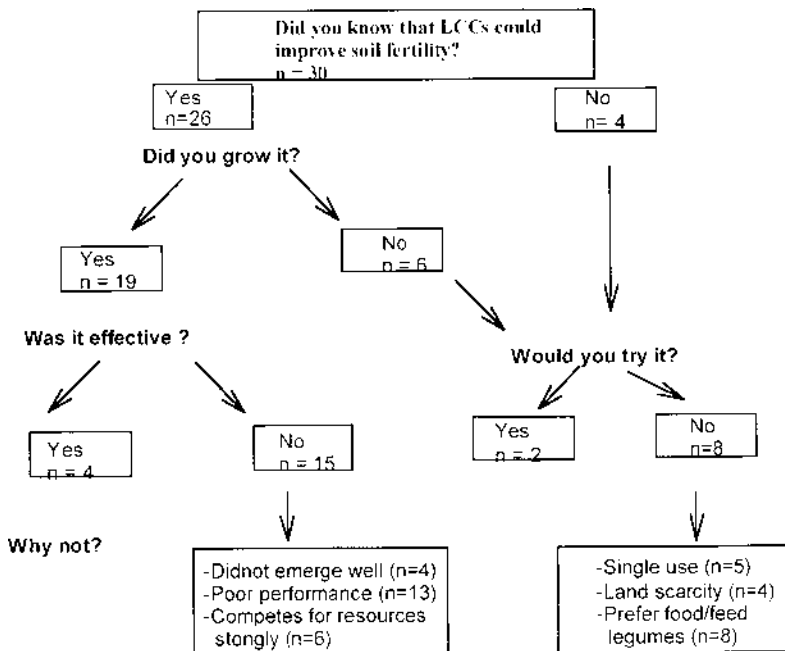 Did you know that LCCs could
improve soil fertility?
n = 30
Yes
n=26
No
n= 4
Did you grow it?
Yes
n = 19
No
n = 6
Was it effective ?
Would you try it?
Yes
n = 4
No
n = 15
Yes
n = 2
No
n=8
Why not?
-Didnot emerge well (n=4)
-Poor performance (n=13)
-Competes for resources
stongly (n=6)
-Single use (n=5)
-Land scarcity (n=4)
-Prefer food/feed
legumes (n=8)